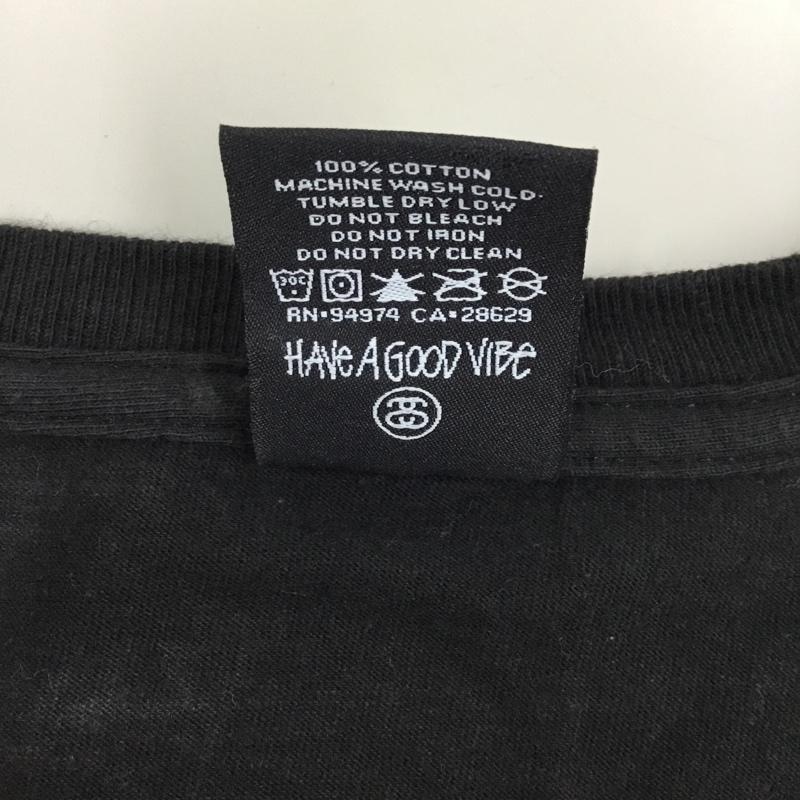 100% COTTON
MACHINE WASH COLD.
TUMBLE DRY LOW
DO NOT BLEACH
DO NOT IRON
DO NOT DRY CLEAN
30C
RN•94974 CA•28629
HAVE A GOOD VIBE